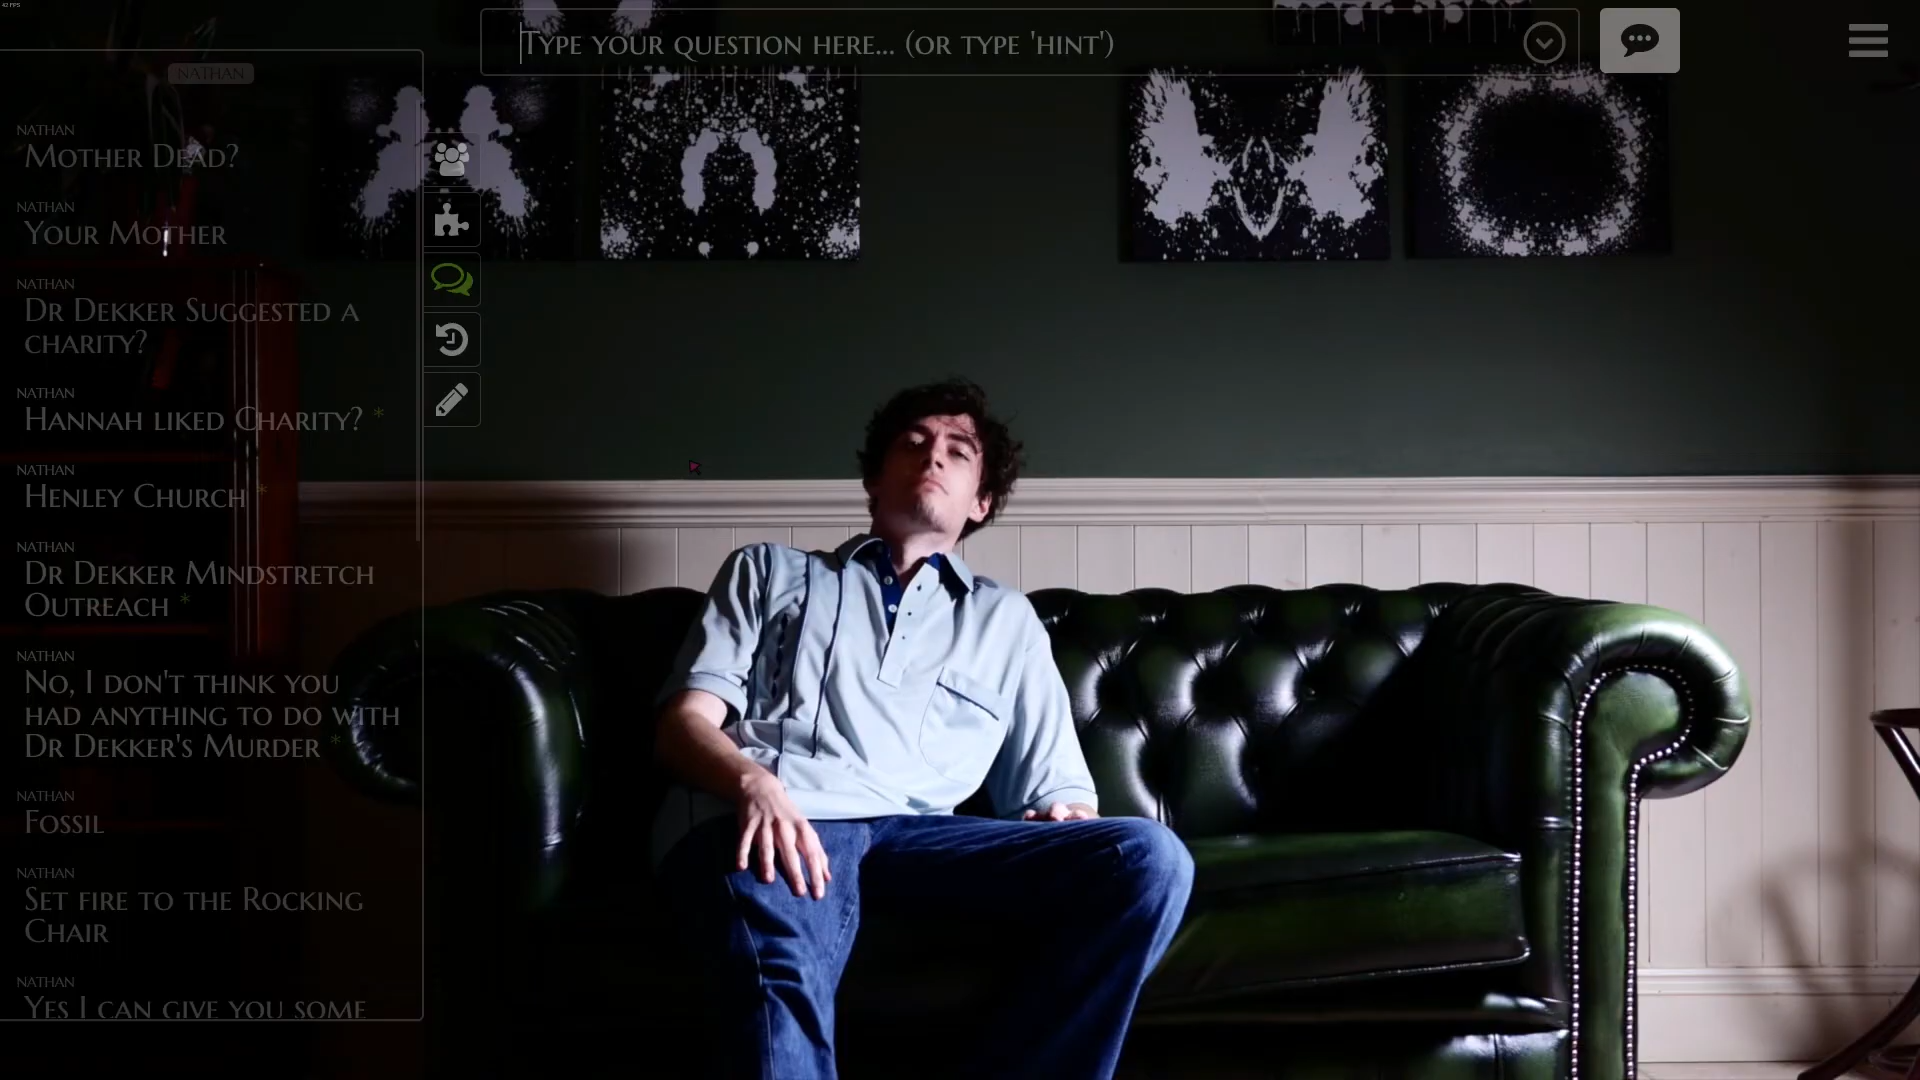 42 FPS
Type your question here... (or type 'hint')
NATHAN
NATHAN
Mother Dead?
NATHAN
Your Mother
NATHAN
Dr Dekker Suggested a
charity?
NATHAN
Hannah liked Charity? *
NATHAN
Henley Church *
NATHAN
Dr Dekker Mindstretch
Outreach *
NATHAN
No, I don't think you
had anything to do with
Dr Dekker's Murder *
NATHAN
Fossil
NATHAN
Set fire to the Rocking
Chair
NATHAN
Yes I can give you some